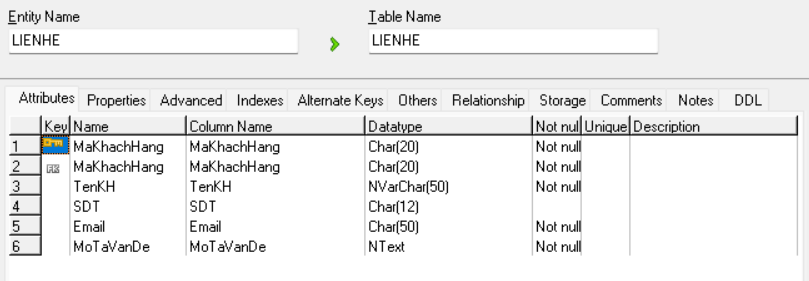 Entity Name Table Name
LIENHE LIENHE
Attributes Properties Advanced Indexes Alternate Keys Others Relationship Storage Comments Notes DDL
Key Name Column Name Datatype Not nul Unique Description
1 MaKhachHang MaKhachHang Char(20) Not null
2 FK MaKhachHang MaKhachHang Char(20) Not null
3 TenKH TenKH NVarChar(50) Not null
4 SDT SDT Char(12)
5 Email Email Char(50) Not null
6 MoTaVanDe MoTaVanDe NText Not null